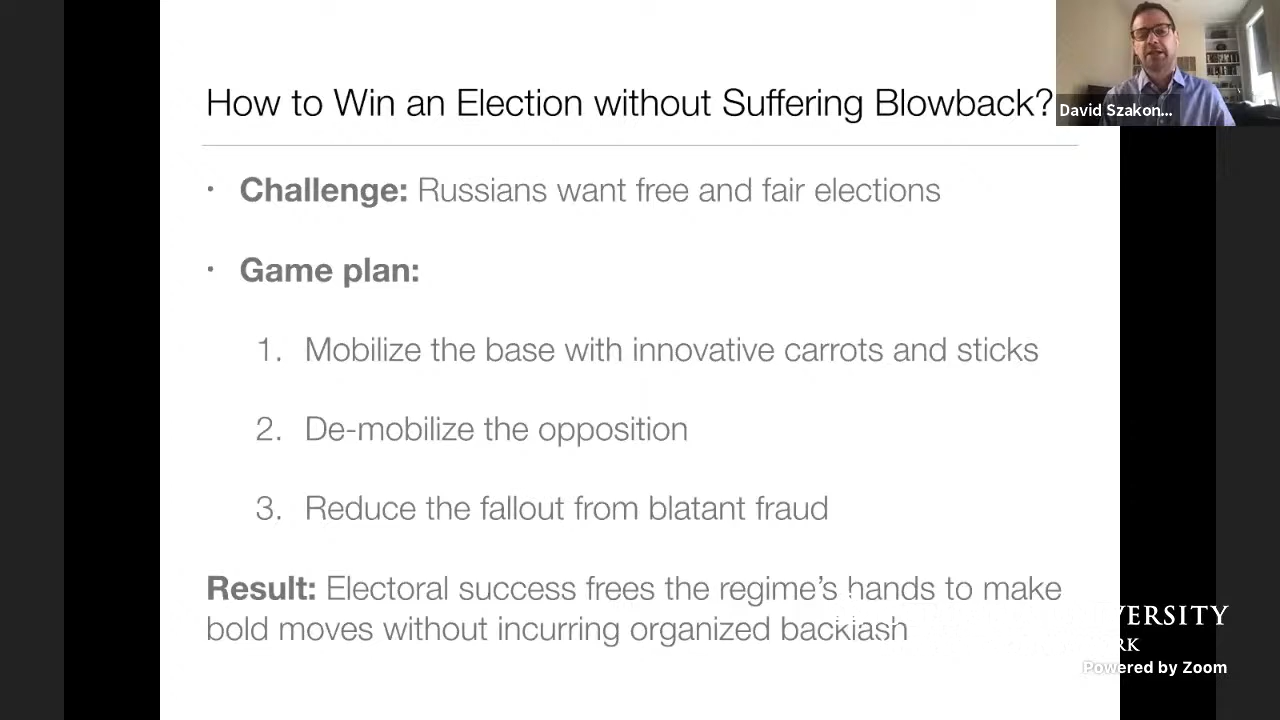 How to Win an Election without Suffering Blowback?
David Szakon...
• Challenge: Russians want free and fair elections
• Game plan:
1. Mobilize the base with innovative carrots and sticks
2. De-mobilize the opposition
3. Reduce the fallout from blatant fraud
Result: Electoral success frees the regime's hands to make
bold moves without incurring organized backlash
VERSITY
RK
Powered by Zoom